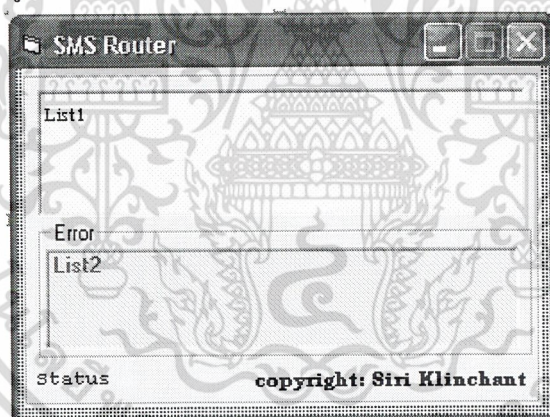 SMS Router
List1
Error
List2
status copyright: Siri Klinchant